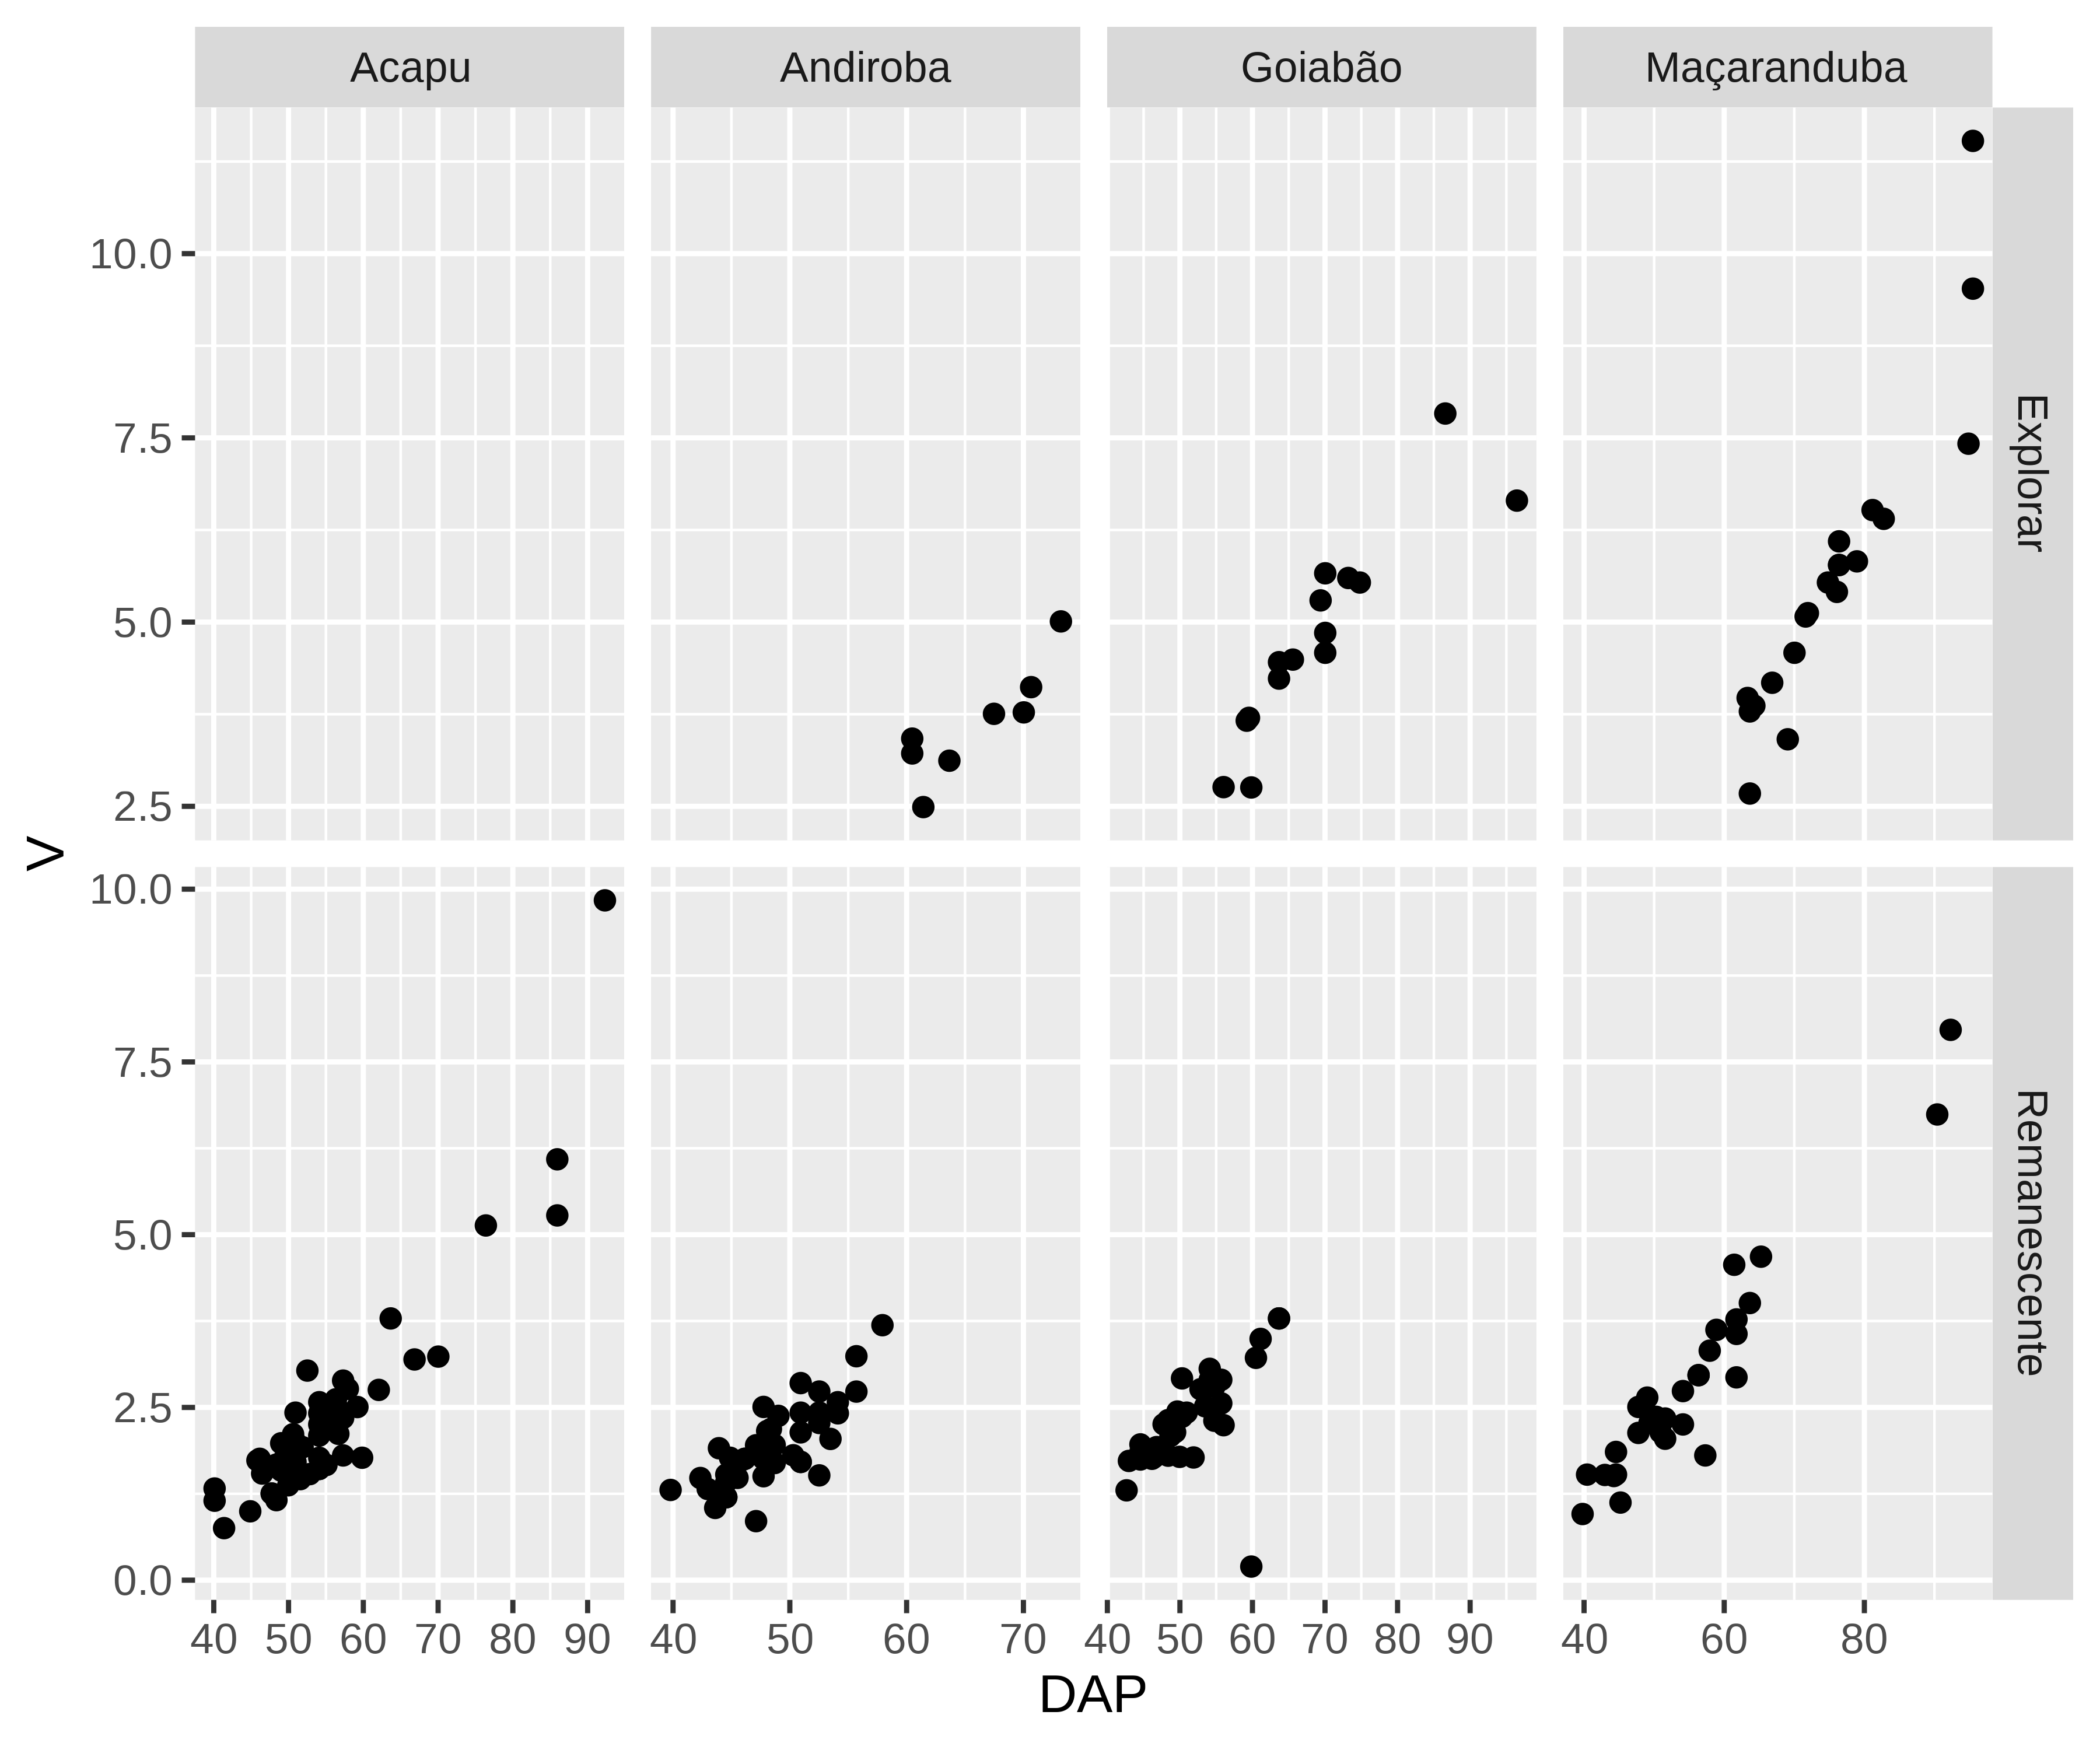 Acapu
Andiroba
Goiabão
Maçaranduba
10.0
7.5
5.0
2.5
Explorar
V
10.0
7.5
5.0
2.5
0.0
Remanescente
40 50 60 70 80 90
40 50 60 70
40 50 60 70 80 90
40 60 80
DAP